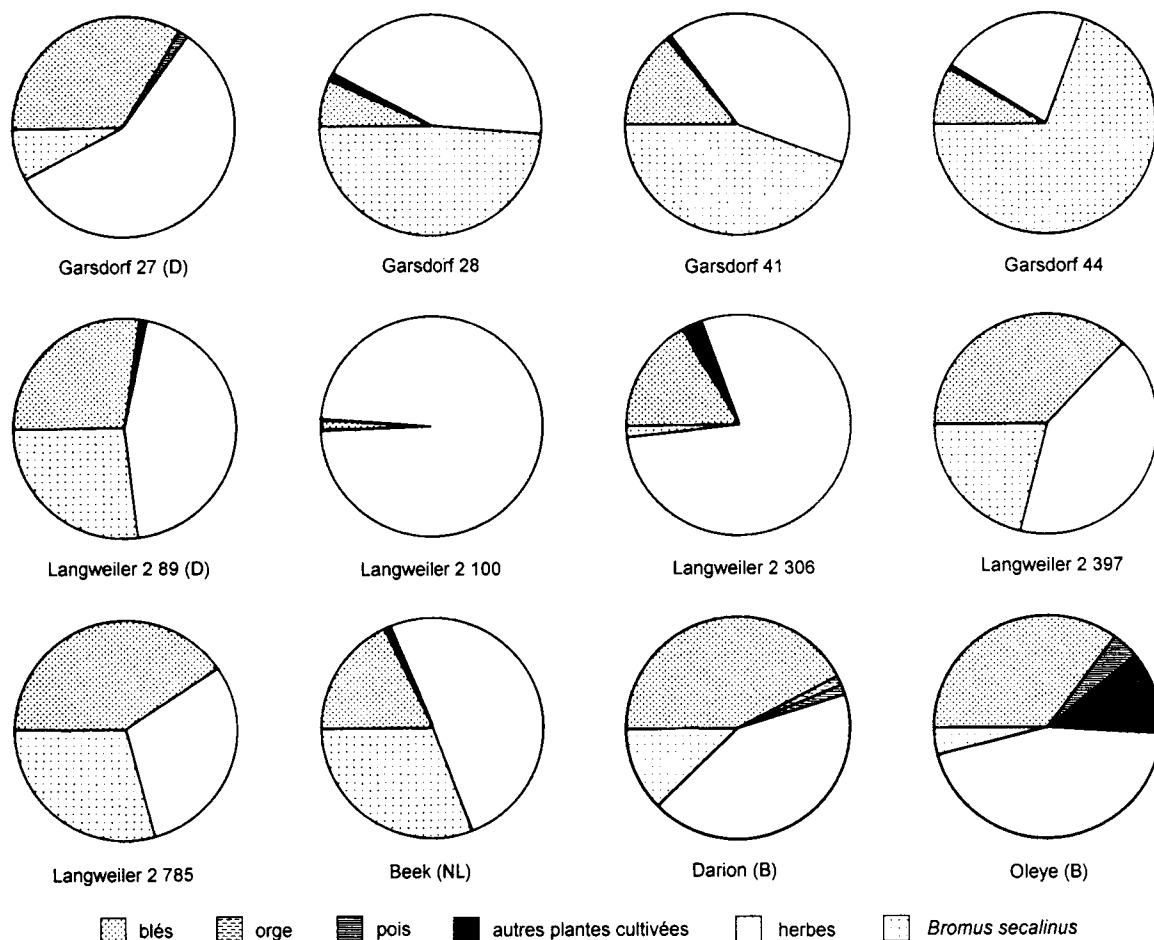 Garsdorf 27 (D) Garsdorf 28 Garsdorf 41 Garsdorf 44
Langweiler 2 89 (D) Langweiler 2 100 Langweiler 2 306 Langweiler 2 397
Langweiler 2 785 Beek (NL) Darion (B) Oleye (B)
blés orge pois autres plantes cultivées herbes Bromus secalinus